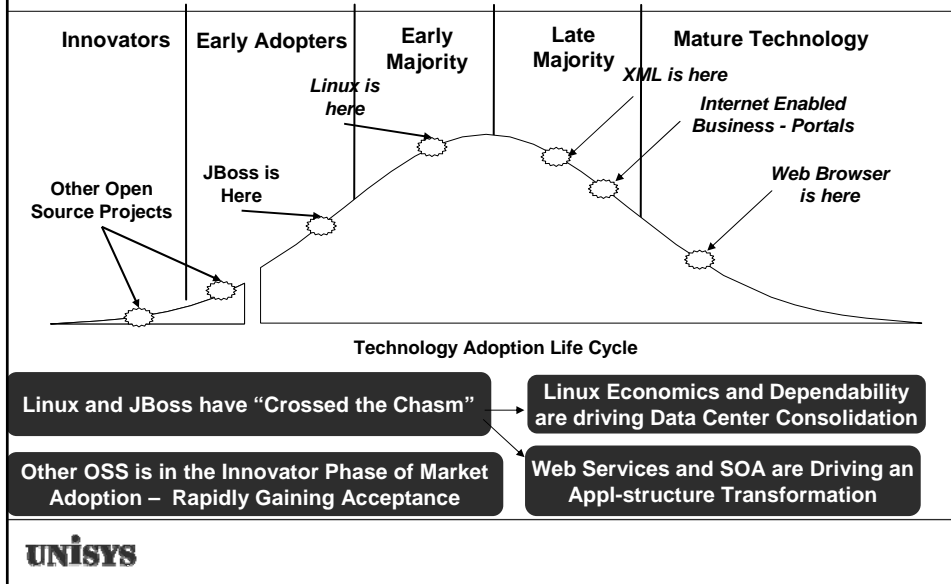 Innovators
Early Adopters
Early
Majority
Late
Majority
Mature Technology
Linux is
here
XML is here
Internet Enabled
Business - Portals
JBoss is
Here
Other Open
Source Projects
Web Browser
is here
Technology Adoption Life Cycle
Linux and JBoss have “Crossed the Chasm”
Linux Economics and Dependability
are driving Data Center Consolidation
Other OSS is in the Innovator Phase of Market
Adoption – Rapidly Gaining Acceptance
Web Services and SOA are Driving an
Appl-structure Transformation
UNISYS